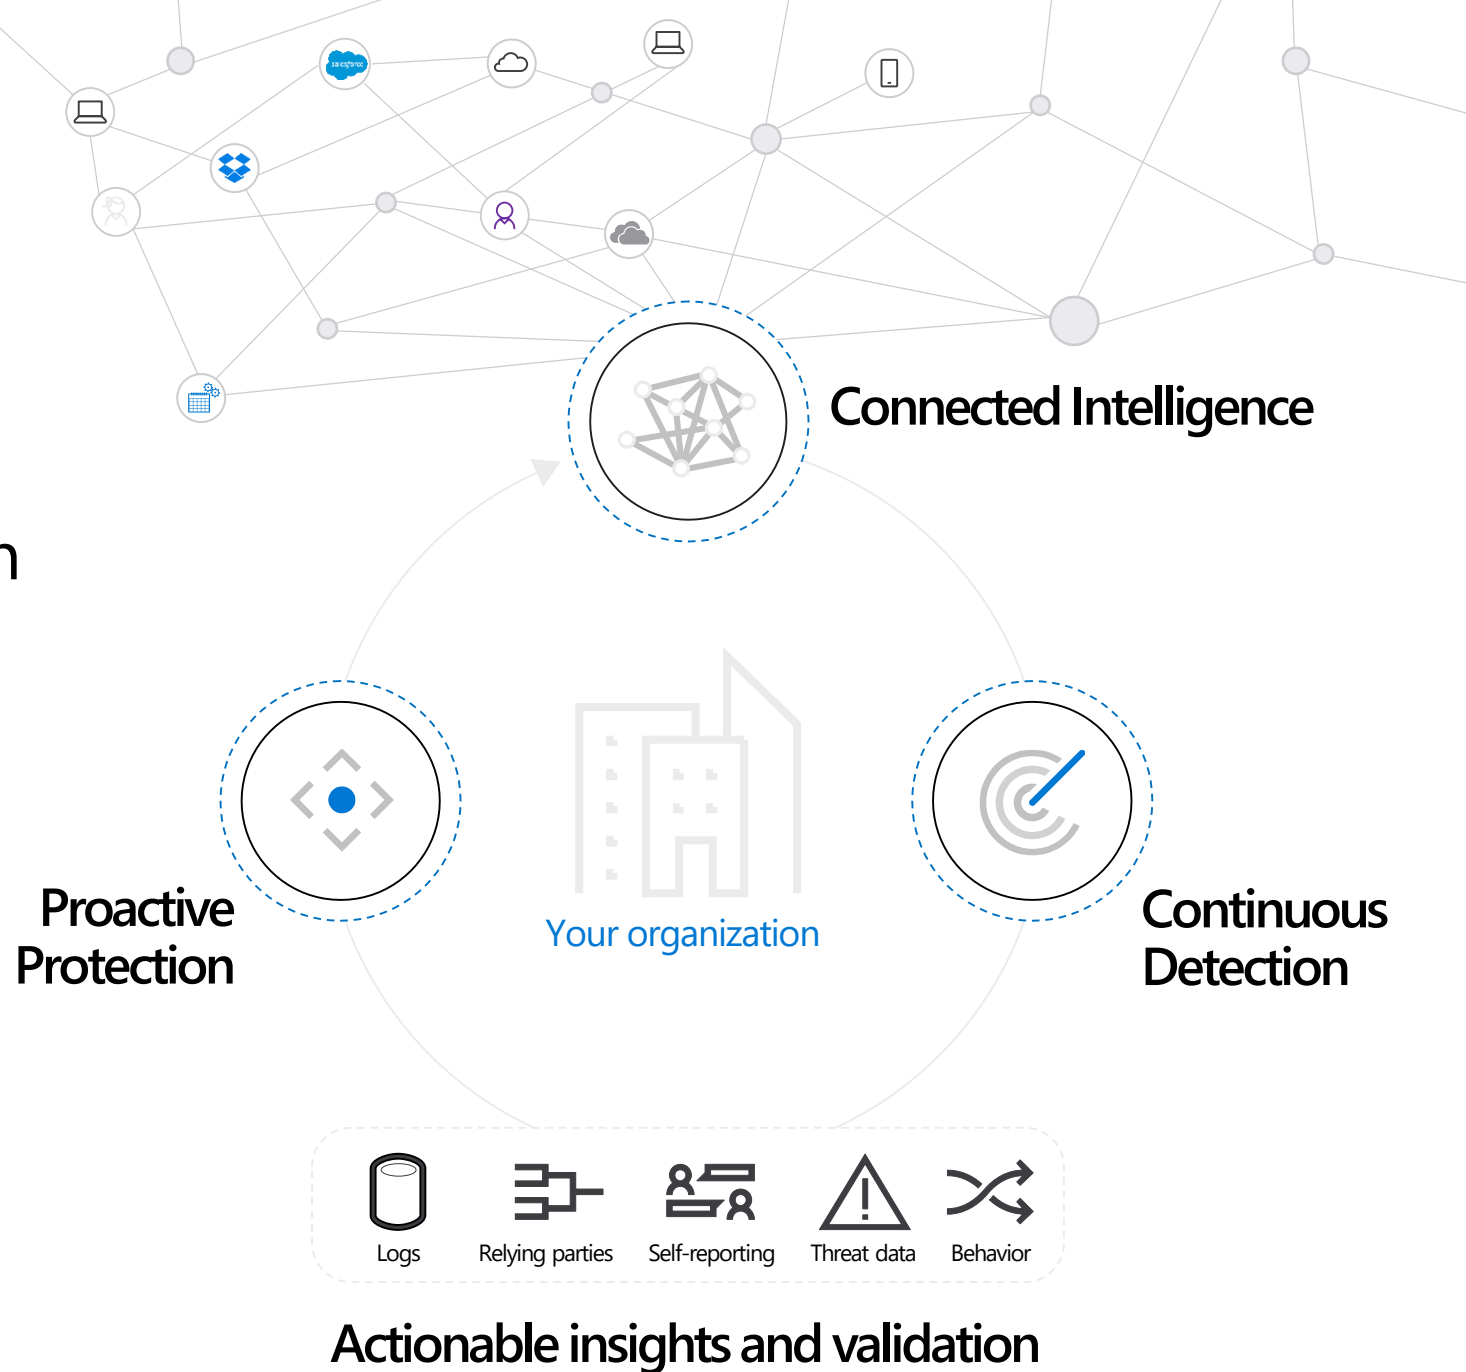 salesforce
Connected Intelligence
n
Proactive
Protection
Your organization
Continuous
Detection
Logs
Relying parties
Self-reporting
Threat data
Behavior
Actionable insights and validation